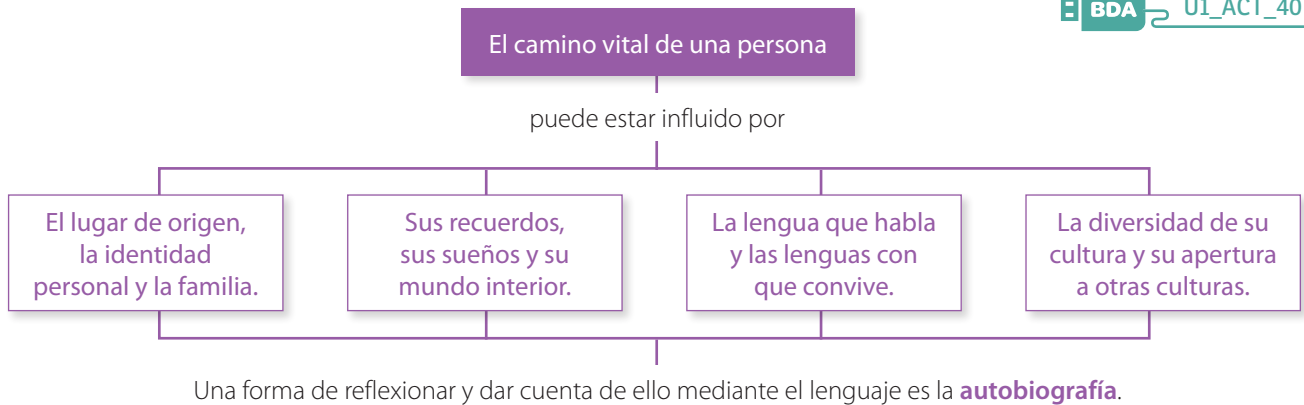 BDA U1_ACT_40
El camino vital de una persona
puede estar influido por
El lugar de origen,
la identidad
personal y la familia.
Sus recuerdos,
sus sueños y su
mundo interior.
La lengua que habla
y las lenguas con
que convive.
La diversidad de su
cultura y su apertura
a otras culturas.
Una forma de reflexionar y dar cuenta de ello mediante el lenguaje es la autobiografía.